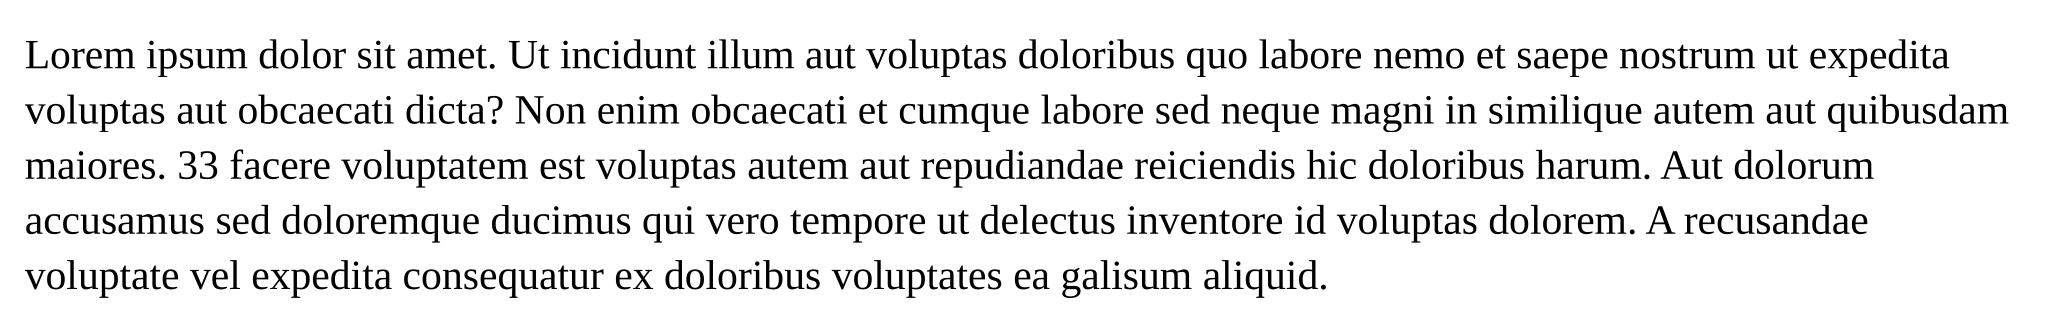 Lorem ipsum dolor sit amet. Ut incidunt illum aut voluptas doloribus quo labore nemo et saepe nostrum ut expedita
voluptas aut obcaecati dicta? Non enim obcaecati et cumque labore sed neque magni in similique autem aut quibusdam
maiores. 33 facere voluptatem est voluptas autem aut repudiandae reiciendis hic doloribus harum. Aut dolorum
accusamus sed doloremque ducimus qui vero tempore ut delectus inventore id voluptas dolorem. A recusandae
voluptate vel expedita consequatur ex doloribus voluptates ea galisum aliquid.